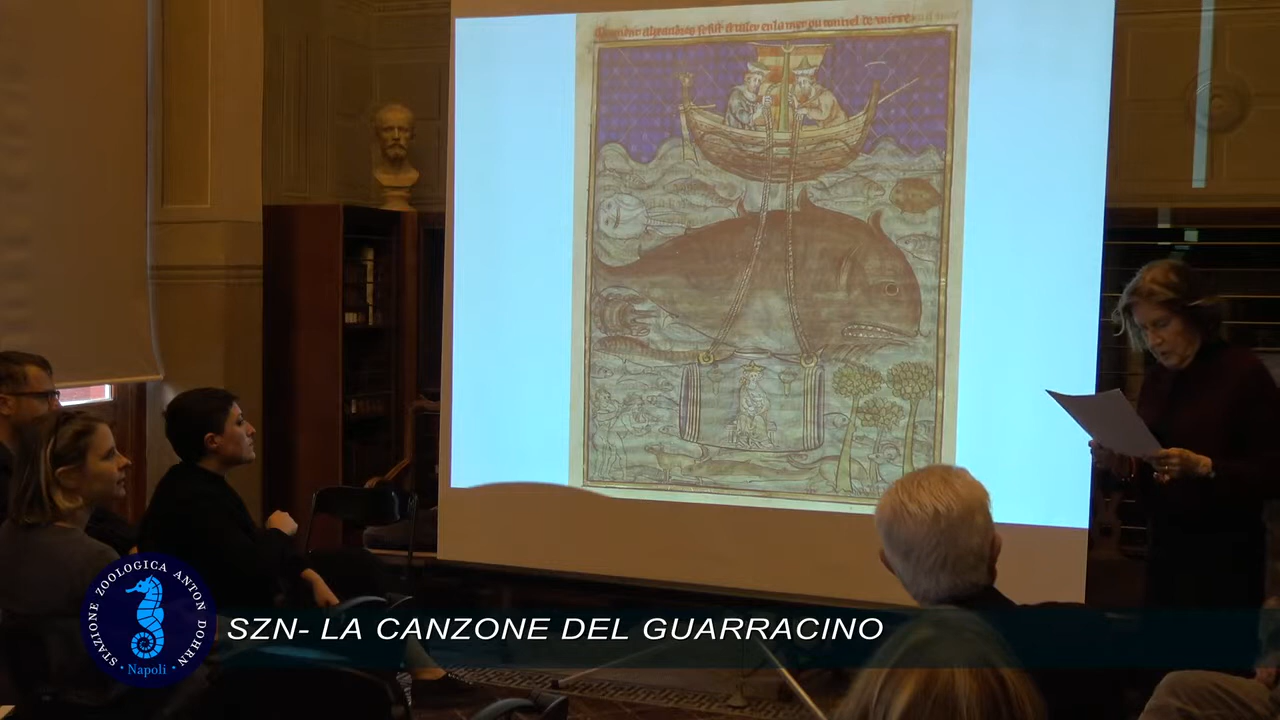 STAZIONE ZOOLOGICA ANTON DOHRN
• Napoli •
SZN- LA CANZONE DEL GUARRACINO